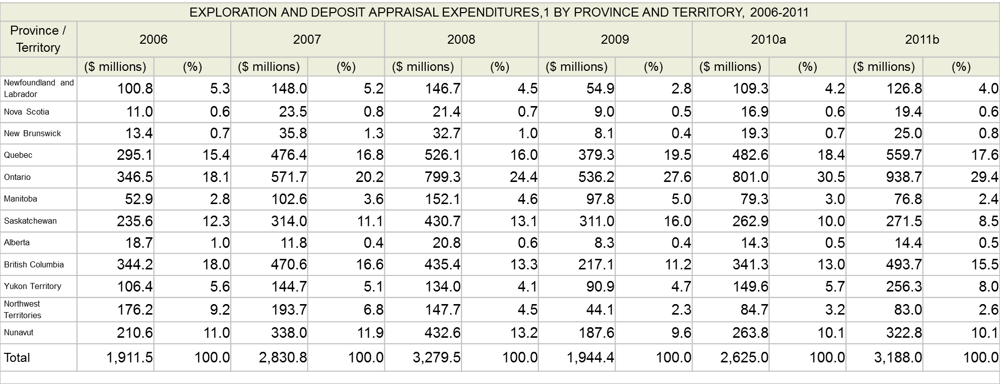 EXPLORATION AND DEPOSIT APPRAISAL EXPENDITURES,1 BY PROVINCE AND TERRITORY, 2006-2011
Province / Territory 2006 2007 2008 2009 2010a 2011b
($ millions) (%) ($ millions) (%) ($ millions) (%) ($ millions) (%) ($ millions) (%) ($ millions) (%)
Newfoundland and Labrador 100.8 5.3 148.0 5.2 146.7 4.5 54.9 2.8 109.3 4.2 126.8 4.0
Nova Scotia 11.0 0.6 23.5 0.8 21.4 0.7 9.0 0.5 16.9 0.6 19.4 0.6
New Brunswick 13.4 0.7 35.8 1.3 32.7 1.0 8.1 0.4 19.3 0.7 25.0 0.8
Quebec 295.1 15.4 476.4 16.8 526.1 16.0 379.3 19.5 482.6 18.4 559.7 17.6
Ontario 346.5 18.1 571.7 20.2 799.3 24.4 536.2 27.6 801.0 30.5 938.7 29.4
Manitoba 52.9 2.8 102.6 3.6 152.1 4.6 97.8 5.0 79.3 3.0 76.8 2.4
Saskatchewan 235.6 12.3 314.0 11.1 430.7 13.1 311.0 16.0 262.9 10.0 271.5 8.5
Alberta 18.7 1.0 11.8 0.4 20.8 0.6 8.3 0.4 14.3 0.5 14.4 0.5
British Columbia 344.2 18.0 470.6 16.6 435.4 13.3 217.1 11.2 341.3 13.0 493.7 15.5
Yukon Territory 106.4 5.6 144.7 5.1 134.0 4.1 90.9 4.7 149.6 5.7 256.3 8.0
Northwest Territories 176.2 9.2 193.7 6.8 147.7 4.5 44.1 2.3 84.7 3.2 83.0 2.6
Nunavut 210.6 11.0 338.0 11.9 432.6 13.2 187.6 9.6 263.8 10.1 322.8 10.1
Total 1,911.5 100.0 2,830.8 100.0 3,279.5 100.0 1,944.4 100.0 2,625.0 100.0 3,188.0 100.0